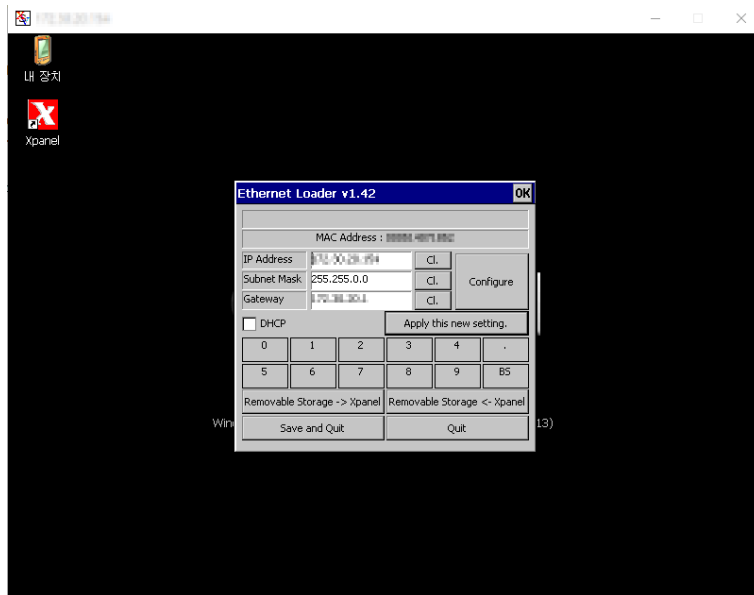 내 장치
Xpanel
Ethernet Loader v1.42
OK
MAC Address :
IP Address
Cl.
Configure
Subnet Mask
255.255.0.0
Cl.
Gateway
Cl.
DHCP
Apply this new setting.
0 1 2 3 4 .
5 6 7 8 9 BS
Removable Storage -> Xpanel
Removable Storage <- Xpanel
Save and Quit
Quit
13)